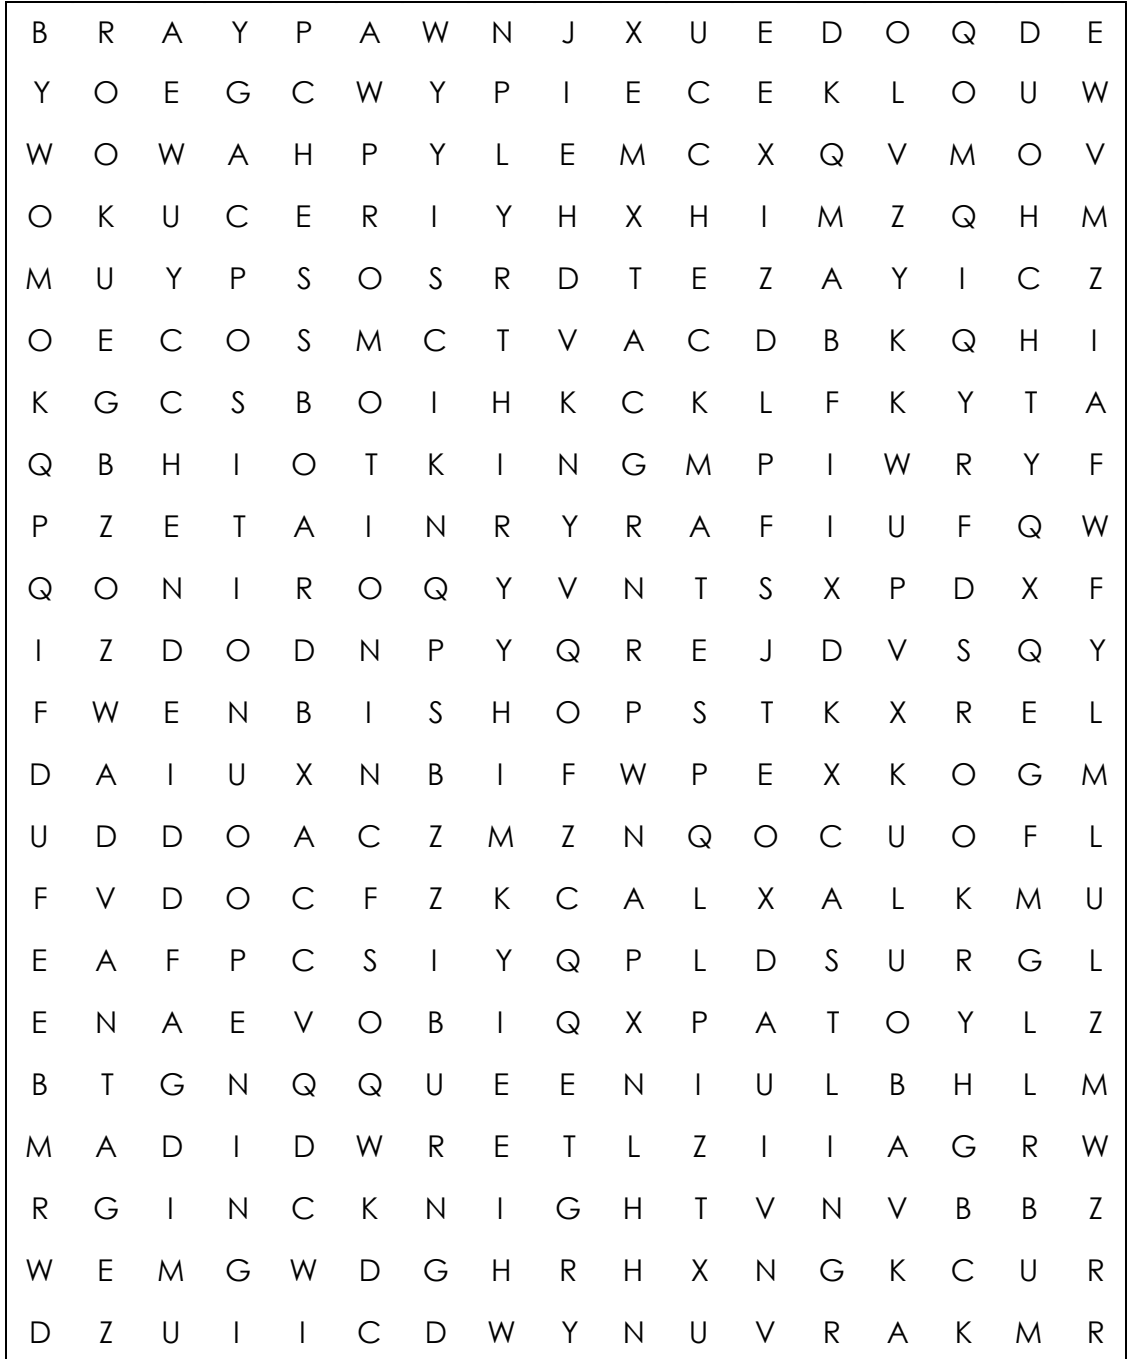 B R A Y P A W N J X U E D O Q D E
Y O E G C W Y P I E C E K L O U W
W O W A H P Y L E M C X Q V M O V
O K U C E R I Y H X H I M Z Q H M
M U Y P S O S R D T E Z A Y I C Z
O E C O S M C T V A C D B K Q H I
K G C S B O I H K C K L F K Y T A
Q B H I O T K I N G M P I W R Y F
P Z E T A I N R Y R A F I U F Q W
Q O N I R O Q Y V N T S X P D X F
I Z D O D N P Y Q R E J D V S Q Y
F W E N B I S H O P S T K X R E L
D A I U X N B I F W P E X K O G M
U D D O A C Z M Z N Q O C U O F L
F V D O C F Z K C A L X A L K M U
E A F P C S I Y Q P L D S U R G L
E N A E V O B I Q X P A T O Y L Z
B T G N Q Q U E E N I U L B H L M
M A D I D W R E T L Z I I A G R W
R G I N C K N I G H T V N V B B Z
W E M G W D G H R H X N G K C U R
D Z U I I C D W Y N U V R A K M R